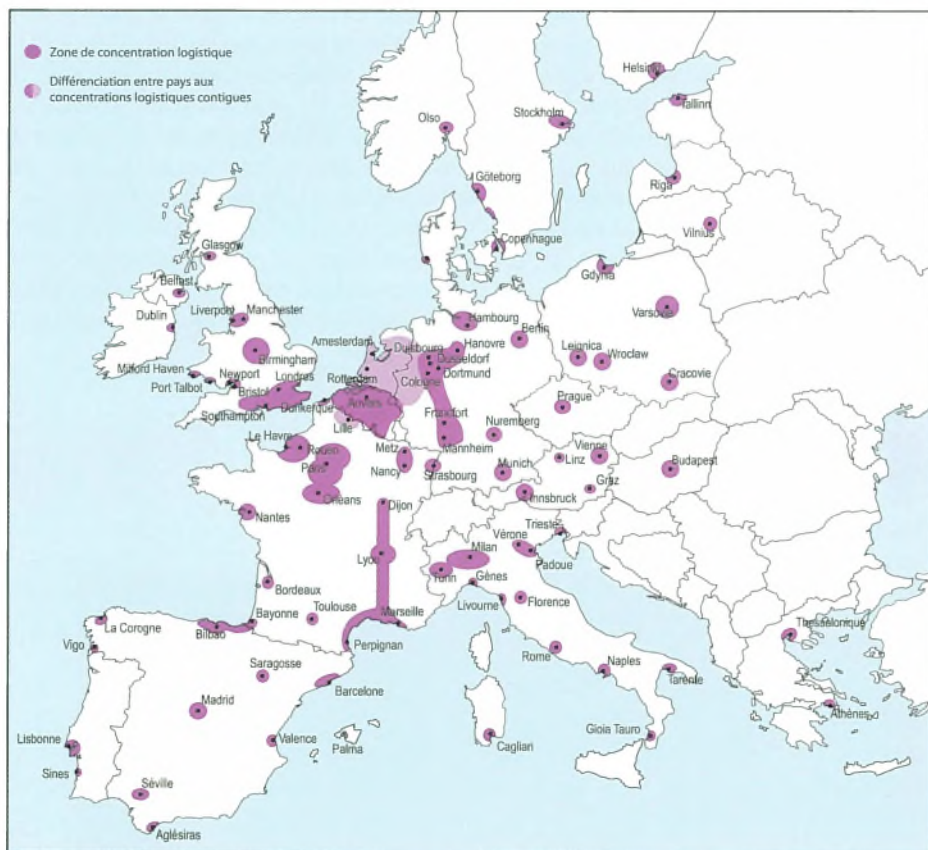 Zone de concentration logistique
Différenciation entre pays aux
concentrations logistiques contigues
Helsinki
Tallinn
Stockholm
Olso
Göteborg
Riga
Vilnius
Copenhague
Glasgow
Gdynia
Belfast
Varsovie
Liverpool
Manchester
Hambourg
Dublin
Berlin
Amsterdam
Duisbourg
Hanovre
Birmingham
Dusseldorf
Leignica
Wroclaw
Milford Haven
Newport
Londres
Rotterdam
Dortmund
Port Talbot
Bristol
Cologne
Cracovie
Southampton
Dunkerque
Anvers
Prague
Lille
Francfort
Nuremberg
Le Havre
Rouen
Metz
Mannheim
Vienne
Paris
Nancy
Strasbourg
Munich
Linz
Budapest
Orléans
Graz
Innsbruck
Dijon
Nantes
Trieste
Vérone
Milan
Lyon
Padoue
Turin
Gênes
Bordeaux
Livourne
Florence
Toulouse
Marseille
Bayonne
La Corogne
Bilbao
Perpignan
Thessalonique
Vigo
Saragosse
Rome
Naples
Barcelone
Tarente
Madrid
Athènes
Lisbonne
Valence
Palma
Cagliari
Gioia Tauro
Sines
Séville
Aglésiras